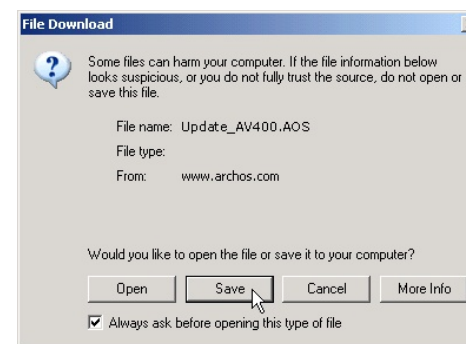 File Download
Some files can harm your computer. If the file information below
looks suspicious, or you do not fully trust the source, do not open or
save this file.
File name: Update_AV400.AOS
File type:
From: www.archos.com
Would you like to open the file or save it to your computer?
Open Save Cancel More Info
Always ask before opening this type of file